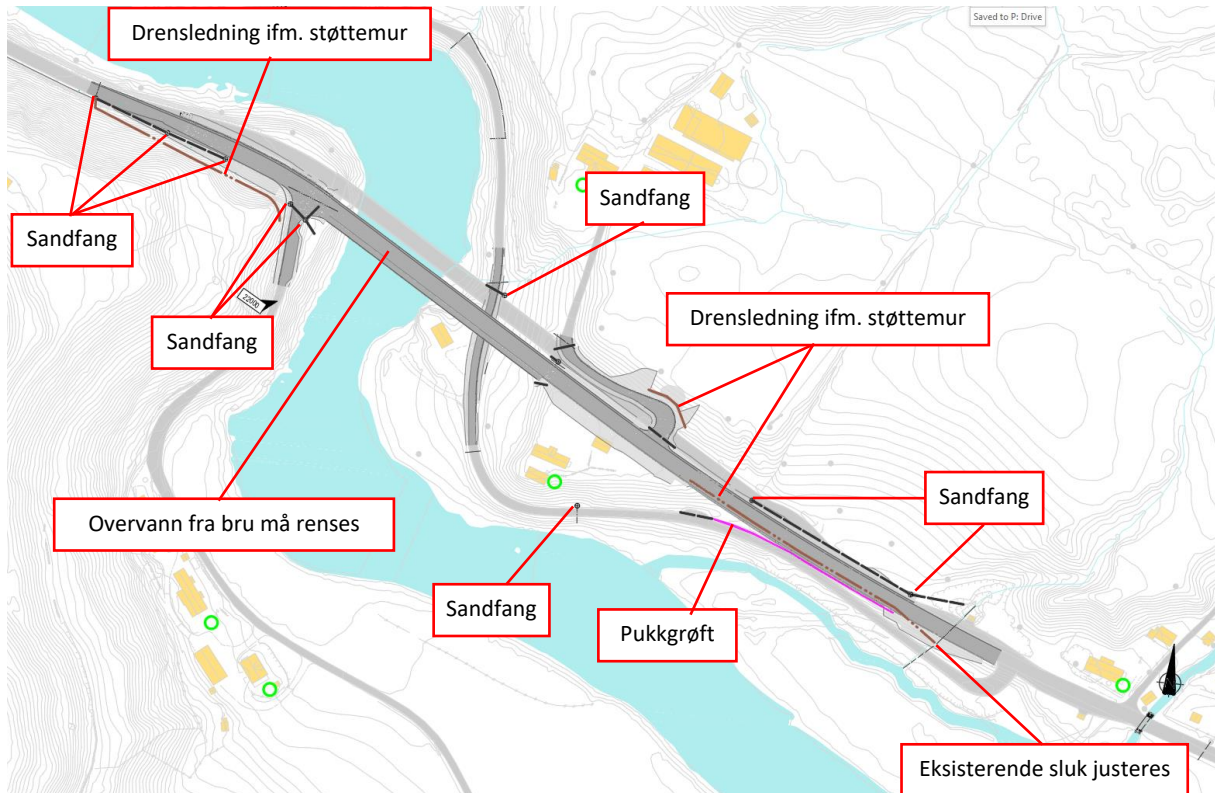 Drensledning ifm. støttemur
Saved to P: Drive
Sandfang
Sandfang
22000
Sandfang
Drensledning ifm. støttemur
Sandfang
Overvann fra bru må renses
Sandfang
Pukkgrøft
Eksisterende sluk justeres